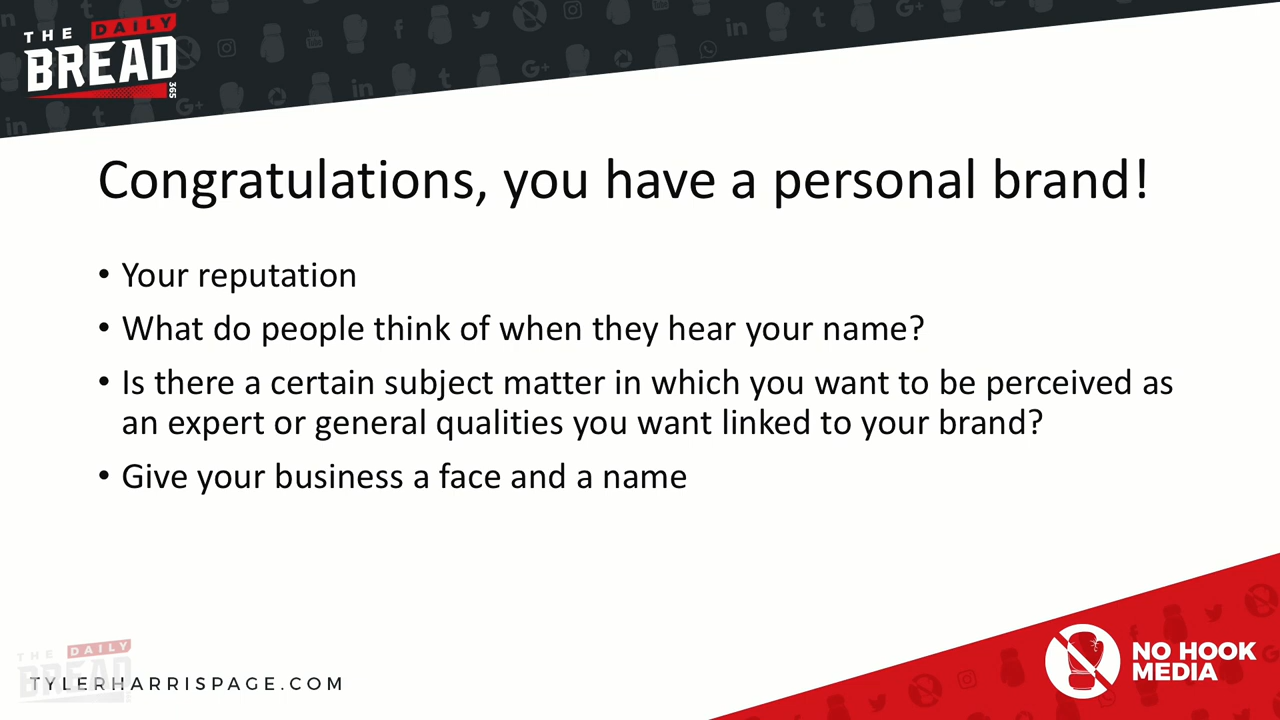 THE DAILY
BREAD
365
Congratulations, you have a personal brand!
• Your reputation
• What do people think of when they hear your name?
• Is there a certain subject matter in which you want to be perceived as
an expert or general qualities you want linked to your brand?
• Give your business a face and a name
THE DAILY
BREAD
TYLERHARRISPAGE.COM
NO HOOK
MEDIA